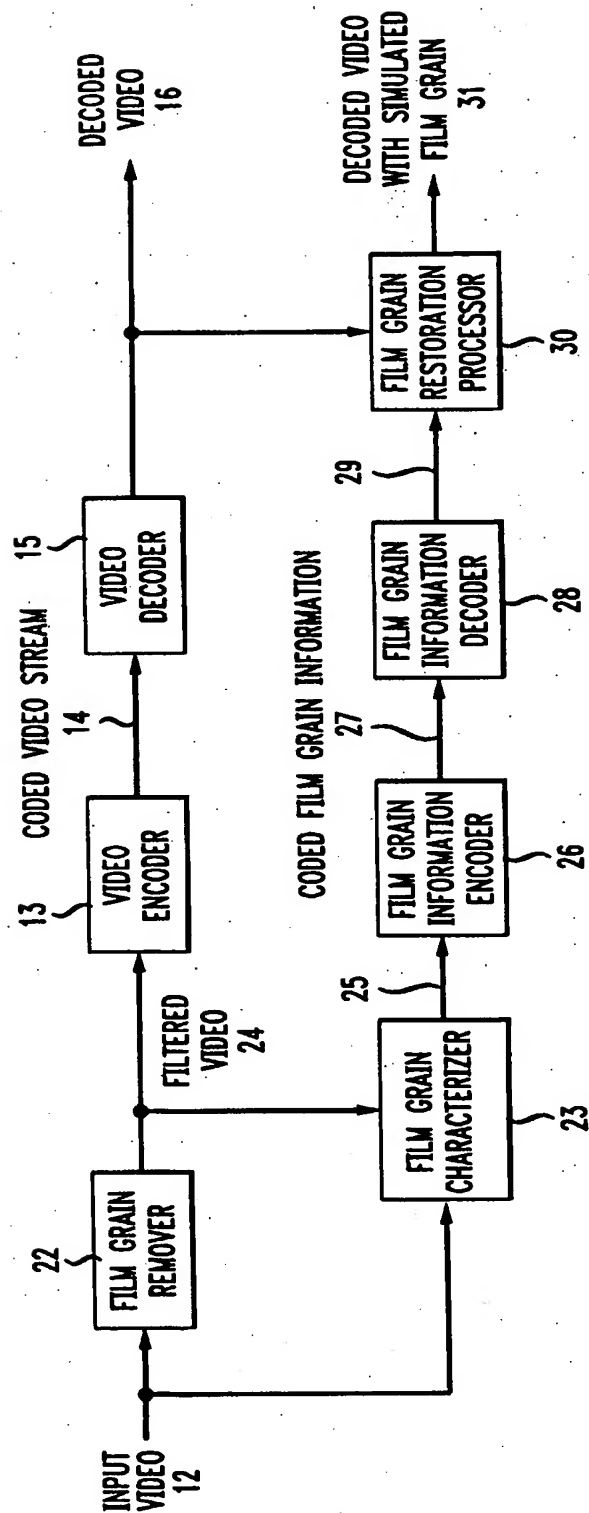 INPUT
VIDEO
12
22
FILM GRAIN
REMOVER
FILTERED
VIDEO
24
13
VIDEO
ENCODER
CODED VIDEO STREAM
14
15
VIDEO
DECODER
DECODED
VIDEO
16
FILM GRAIN
CHARACTERIZER
23
25
FILM GRAIN
INFORMATION
ENCODER
26
CODED FILM GRAIN INFORMATION
27
FILM GRAIN
INFORMATION
DECODER
28
29
FILM GRAIN
RESTORATION
PROCESSOR
30
DECODED VIDEO
WITH SIMULATED
FILM GRAIN
31